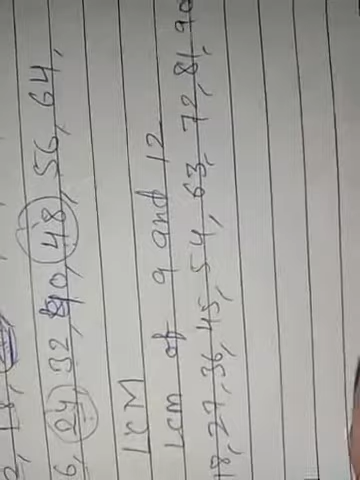 18,
6, 24, 32, 40, 48, 56, 64,
LCM
Lcm of 9 and 12
18, 27, 36, 45, 54, 63, 72, 81, 90